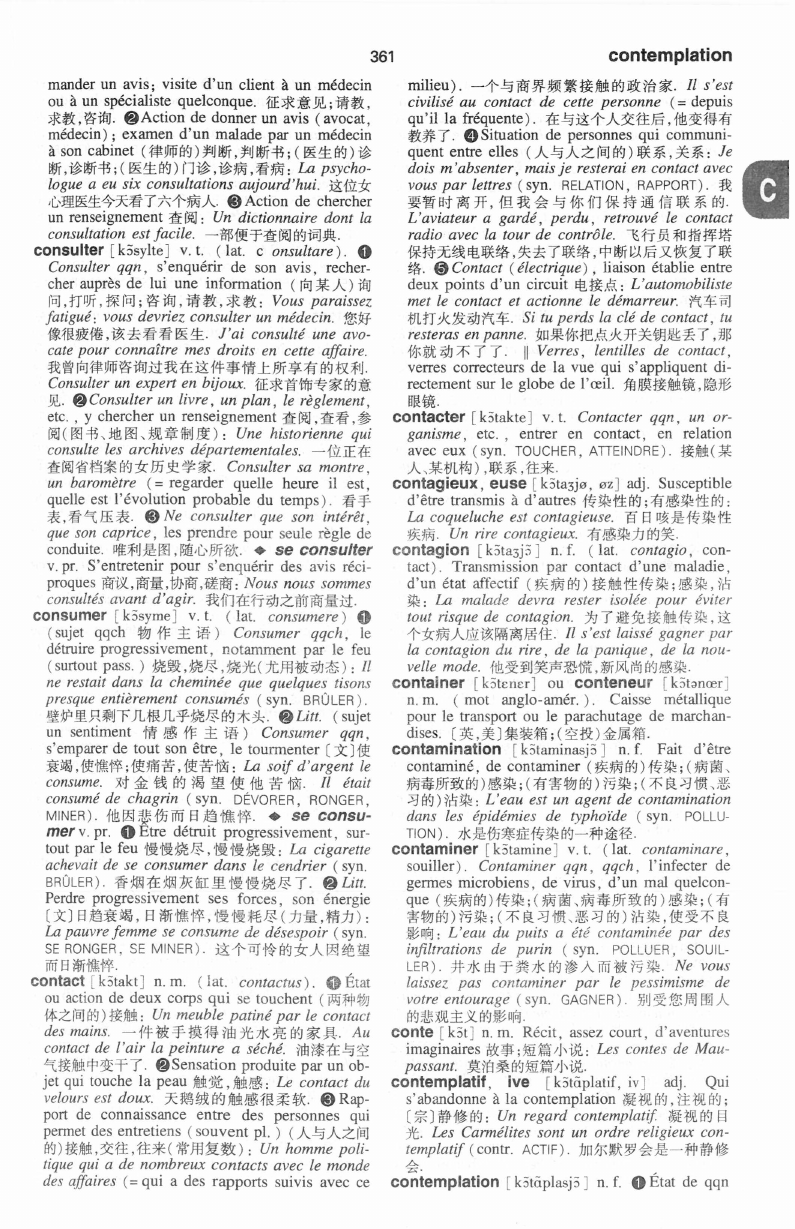 361
contemplation
mander un avis; visite d'un client à un médecin
ou à un spécialiste quelconque. 征求意见;请教,
求教,咨询. ❷Action de donner un avis (avocat,
médecin); examen d'un malade par un médecin
à son cabinet (律师的)判断,判断书;(医生的)诊
断,诊断书;(医生的)门诊,诊病,看病: La psycho-
logue a eu six consultations aujourd'hui. 这位女
心理医生今天看了六个病人. ❸Action de chercher
un renseignement 查阅: Un dictionnaire dont la
consultation est facile. 一部便于查阅的词典.
consulter [kɔ̃sylte] v. t. (lat. c onsultare). ❶
Consulter qqn, s'enquérir de son avis, recher-
cher auprès de lui une information (向某人)询
问,打听,探问;咨询,请教,求教: Vous paraissez
fatigué: vous devriez consulter un médecin. 您好
像很疲倦,该去看看医生. J'ai consulté une avo-
cate pour connaître mes droits en cette affaire.
我曾向律师咨询过我在这件事情上所享有的权利.
Consulter un expert en bijoux. 征求首饰专家的意
见. ❷Consulter un livre, un plan, le règlement,
etc., y chercher un renseignement 查阅,查看,参
阅(图书、地图、规章制度): Une historienne qui
consulte les archives départementales. 一位正在
查阅省档案的女历史学家. Consulter sa montre,
un baromètre (= regarder quelle heure il est,
quelle est l'évolution probable du temps). 看手
表,看气压表. ❸Ne consulter que son intérêt,
que son caprice, les prendre pour seule règle de
conduite. 唯利是图,随心所欲. ◆ se consulter
v. pr. S'entretenir pour s'enquérir des avis réci-
proques 商议,商量,协商,磋商: Nous nous sommes
consultés avant d'agir. 我们在行动之前商量过.
consumer [kɔ̃syme] v. t. (lat. consumere) ❶
(sujet qqch 物作主语) Consumer qqch, le
détruire progressivement, notamment par le feu
(surtout pass.) 烧毁,烧尽,烧光(尤用被动态): Il
ne restait dans la cheminée que quelques tisons
presque entièrement consumés (syn. BRÛLER).
壁炉里只剩下几根几乎烧尽的木头. ❷Litt. (sujet
un sentiment 情感作主语) Consumer qqn,
s'emparer de tout son être, le tourmenter [文]使
衰竭,使憔悴;使痛苦,使苦恼: La soif d'argent le
consume. 对金钱的渴望使他苦恼. Il était
consumé de chagrin (syn. DÉVORER, RONGER,
MINER). 他因悲伤而日趋憔悴. ◆ se consu-
mer v. pr. ❶Être détruit progressivement, sur-
tout par le feu 慢慢烧尽,慢慢烧毁: La cigarette
achevait de se consumer dans le cendrier (syn.
BRÛLER). 香烟在烟灰缸里慢慢烧尽了. ❷Litt.
Perdre progressivement ses forces, son énergie
[文]日趋衰竭,日渐憔悴,慢慢耗尽(力量,精力):
La pauvre femme se consume de désespoir (syn.
SE RONGER, SE MINER). 这个可怜的女人因绝望
而日渐憔悴.
contact [kɔ̃takt] n. m. (lat. contactus). ❶État
ou action de deux corps qui se touchent (两种物
体之间的)接触: Un meuble patiné par le contact
des mains. 一件被手摸得油光水亮的家具. Au
contact de l'air la peinture a séché. 油漆在与空
气接触中变干了. ❷Sensation produite par un ob-
jet qui touche la peau 触觉,触感: Le contact du
velours est doux. 天鹅绒的触感很柔软. ❸Rap-
port de connaissance entre des personnes qui
permet des entretiens (souvent pl.) (人与人之间
的)接触,交往,往来(常用复数): Un homme poli-
tique qui a de nombreux contacts avec le monde
des affaires (= qui a des rapports suivis avec ce
milieu). 一个与商界频繁接触的政治家. Il s'est
civilisé au contact de cette personne (= depuis
qu'il la fréquente). 在与这个人交往后,他变得有
教养了. ❹Situation de personnes qui communi-
quent entre elles (人与人之间的)联系,关系: Je
dois m'absenter, mais je resterai en contact avec
vous par lettres (syn. RELATION, RAPPORT). 我
要暂时离开,但我会与你们保持通信联系的.
L'aviateur a gardé, perdu, retrouvé le contact
radio avec la tour de contrôle. 飞行员和指挥塔
保持无线电联络,失去了联络,中断以后又恢复了联
络. ❺Contact (électrique), liaison établie entre
deux points d'un circuit 电接点: L'automobiliste
met le contact et actionne le démarreur. 汽车司
机打火发动汽车. Si tu perds la clé de contact, tu
resteras en panne. 如果你把点火开关钥匙丢了,那
你就动不了了. ‖ Verres, lentilles de contact,
verres correcteurs de la vue qui s'appliquent di-
rectement sur le globe de l'œil. 角膜接触镜,隐形
眼镜.
contacter [kɔ̃takte] v. t. Contacter qqn, un or-
ganisme, etc., entrer en contact, en relation
avec eux (syn. TOUCHER, ATTEINDRE). 接触(某
人、某机构),联系,往来.
contagieux, euse [kɔ̃taʒjø, øz] adj. Susceptible
d'être transmis à d'autres 传染性的;有感染性的:
La coqueluche est contagieuse. 百日咳是传染性
疾病. Un rire contagieux. 有感染力的笑.
contagion [kɔ̃taʒjɔ̃] n. f. (lat. contagio, con-
tact). Transmission par contact d'une maladie,
d'un état affectif (疾病的)接触性传染;感染,沾
染: La malade devra rester isolée pour éviter
tout risque de contagion. 为了避免接触传染,这
个女病人应该隔离居住. Il s'est laissé gagner par
la contagion du rire, de la panique, de la nou-
velle mode. 他受到笑声恐慌,新风尚的感染.
container [kɔ̃tenɛr] ou conteneur [kɔ̃tənœr]
n. m. (mot anglo-amér.). Caisse métallique
pour le transport ou le parachutage de marchan-
dises. [英,美]集装箱;(空投)金属箱.
contamination [kɔ̃taminasjɔ̃] n. f. Fait d'être
contaminé, de contaminer (疾病的)传染;(病菌、
病毒所致的)感染;(有害物的)污染;(不良习惯、恶
习的)沾染: L'eau est un agent de contamination
dans les épidémies de typhoïde (syn. POLLU-
TION). 水是伤寒症传染的一种途径.
contaminer [kɔ̃tamine] v. t. (lat. contaminare,
souiller). Contaminer qqn, qqch, l'infecter de
germes microbiens, de virus, d'un mal quelcon-
que (疾病的)传染;(病菌、病毒所致的)感染;(有
害物的)污染;(不良习惯、恶习的)沾染,使受不良
影响: L'eau du puits a été contaminée par des
infiltrations de purin (syn. POLLUER, SOUIL-
LER). 井水由于粪水的渗入而被污染. Ne vous
laissez pas contaminer par le pessimisme de
votre entourage (syn. GAGNER). 别受您周围人
的悲观主义的影响.
conte [kɔ̃t] n. m. Récit, assez court, d'aventures
imaginaires 故事;短篇小说: Les contes de Mau-
passant. 莫泊桑的短篇小说.
contemplatif, ive [kɔ̃tɑ̃platif, iv] adj. Qui
s'abandonne à la contemplation 凝视的,注视的;
[宗]静修的: Un regard contemplatif. 凝视的目
光. Les Carmélites sont un ordre religieux con-
templatif (contr. ACTIF). 加尔默罗会是一种静修
会.
contemplation [kɔ̃tɑ̃plasjɔ̃] n. f. ❶État de qqn
C